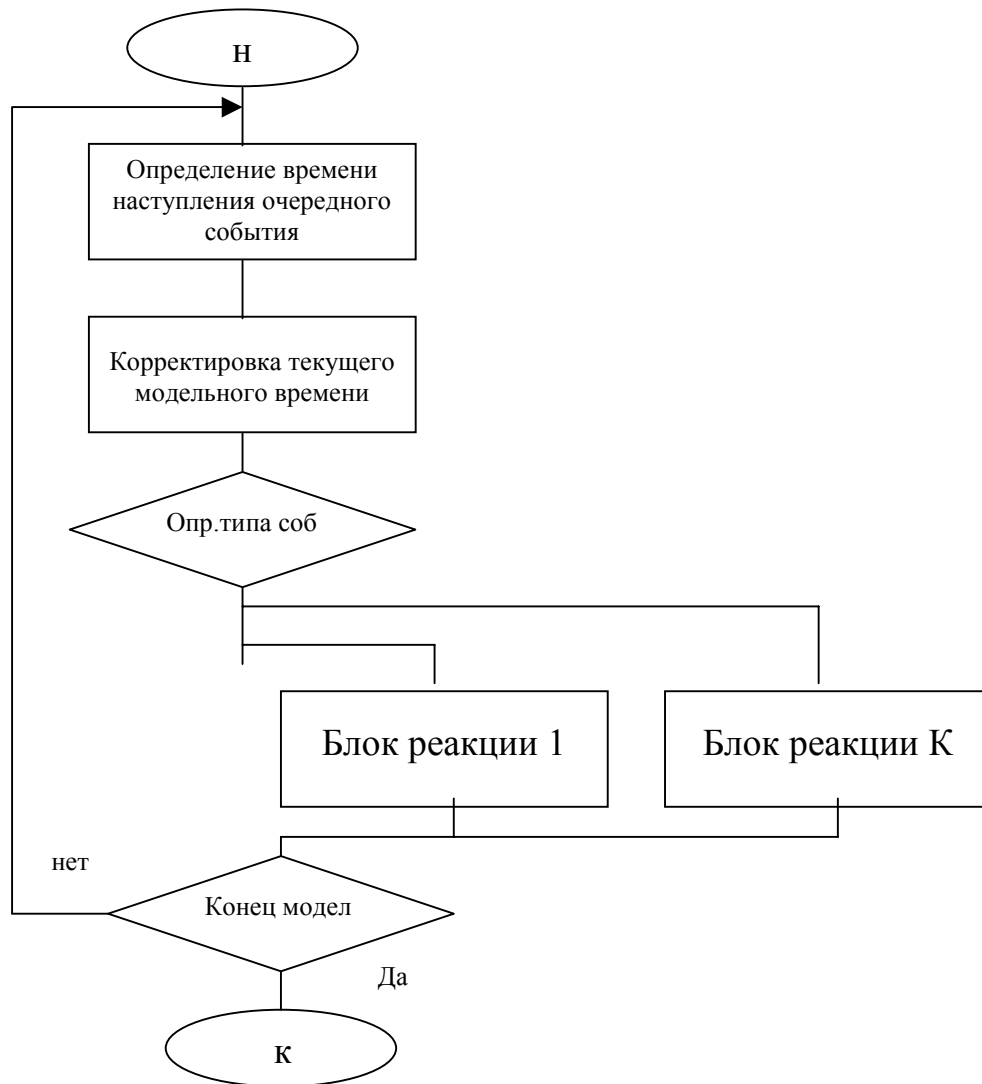 н
Определение времени
наступления очередного
события
Корректировка текущего
модельного времени
Опр.типа соб
Блок реакции 1
Блок реакции К
нет
Конец модел
Да
к